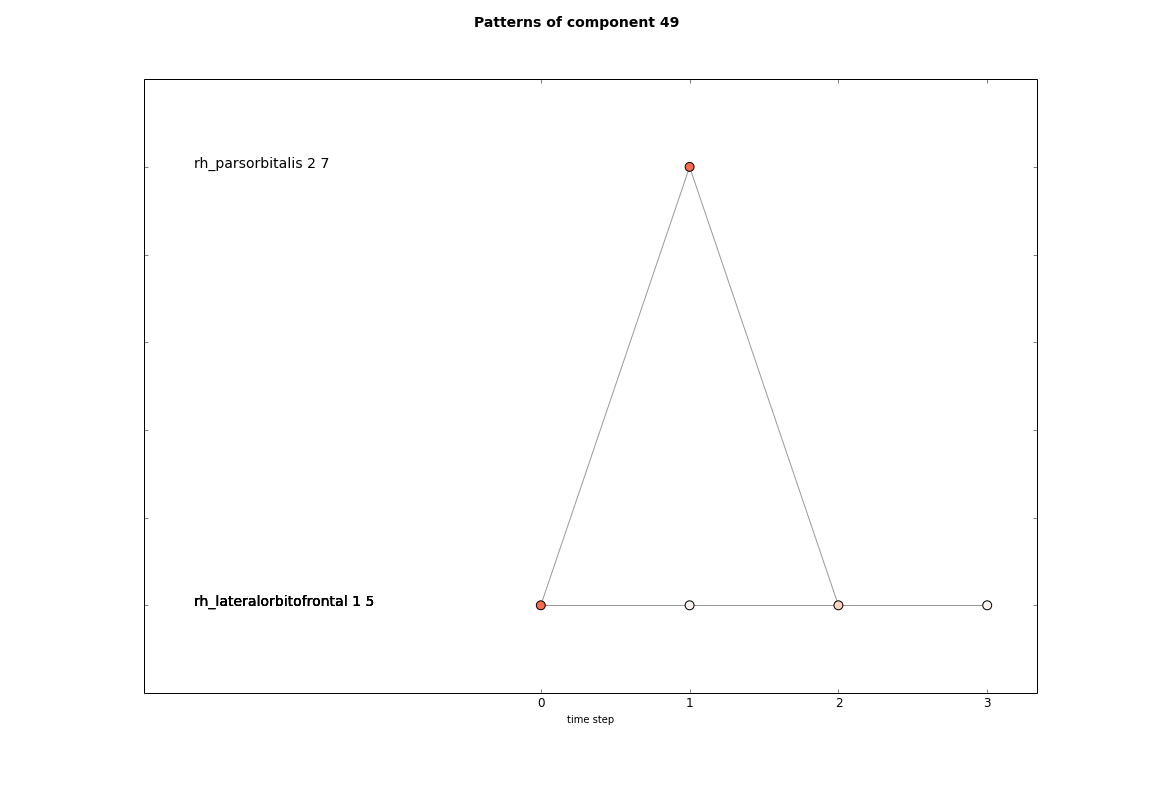 Patterns of component 49
rh_parsorbitalis 2 7
rh_lateralorbitofrontal 1 5
0 1 2 3
time step